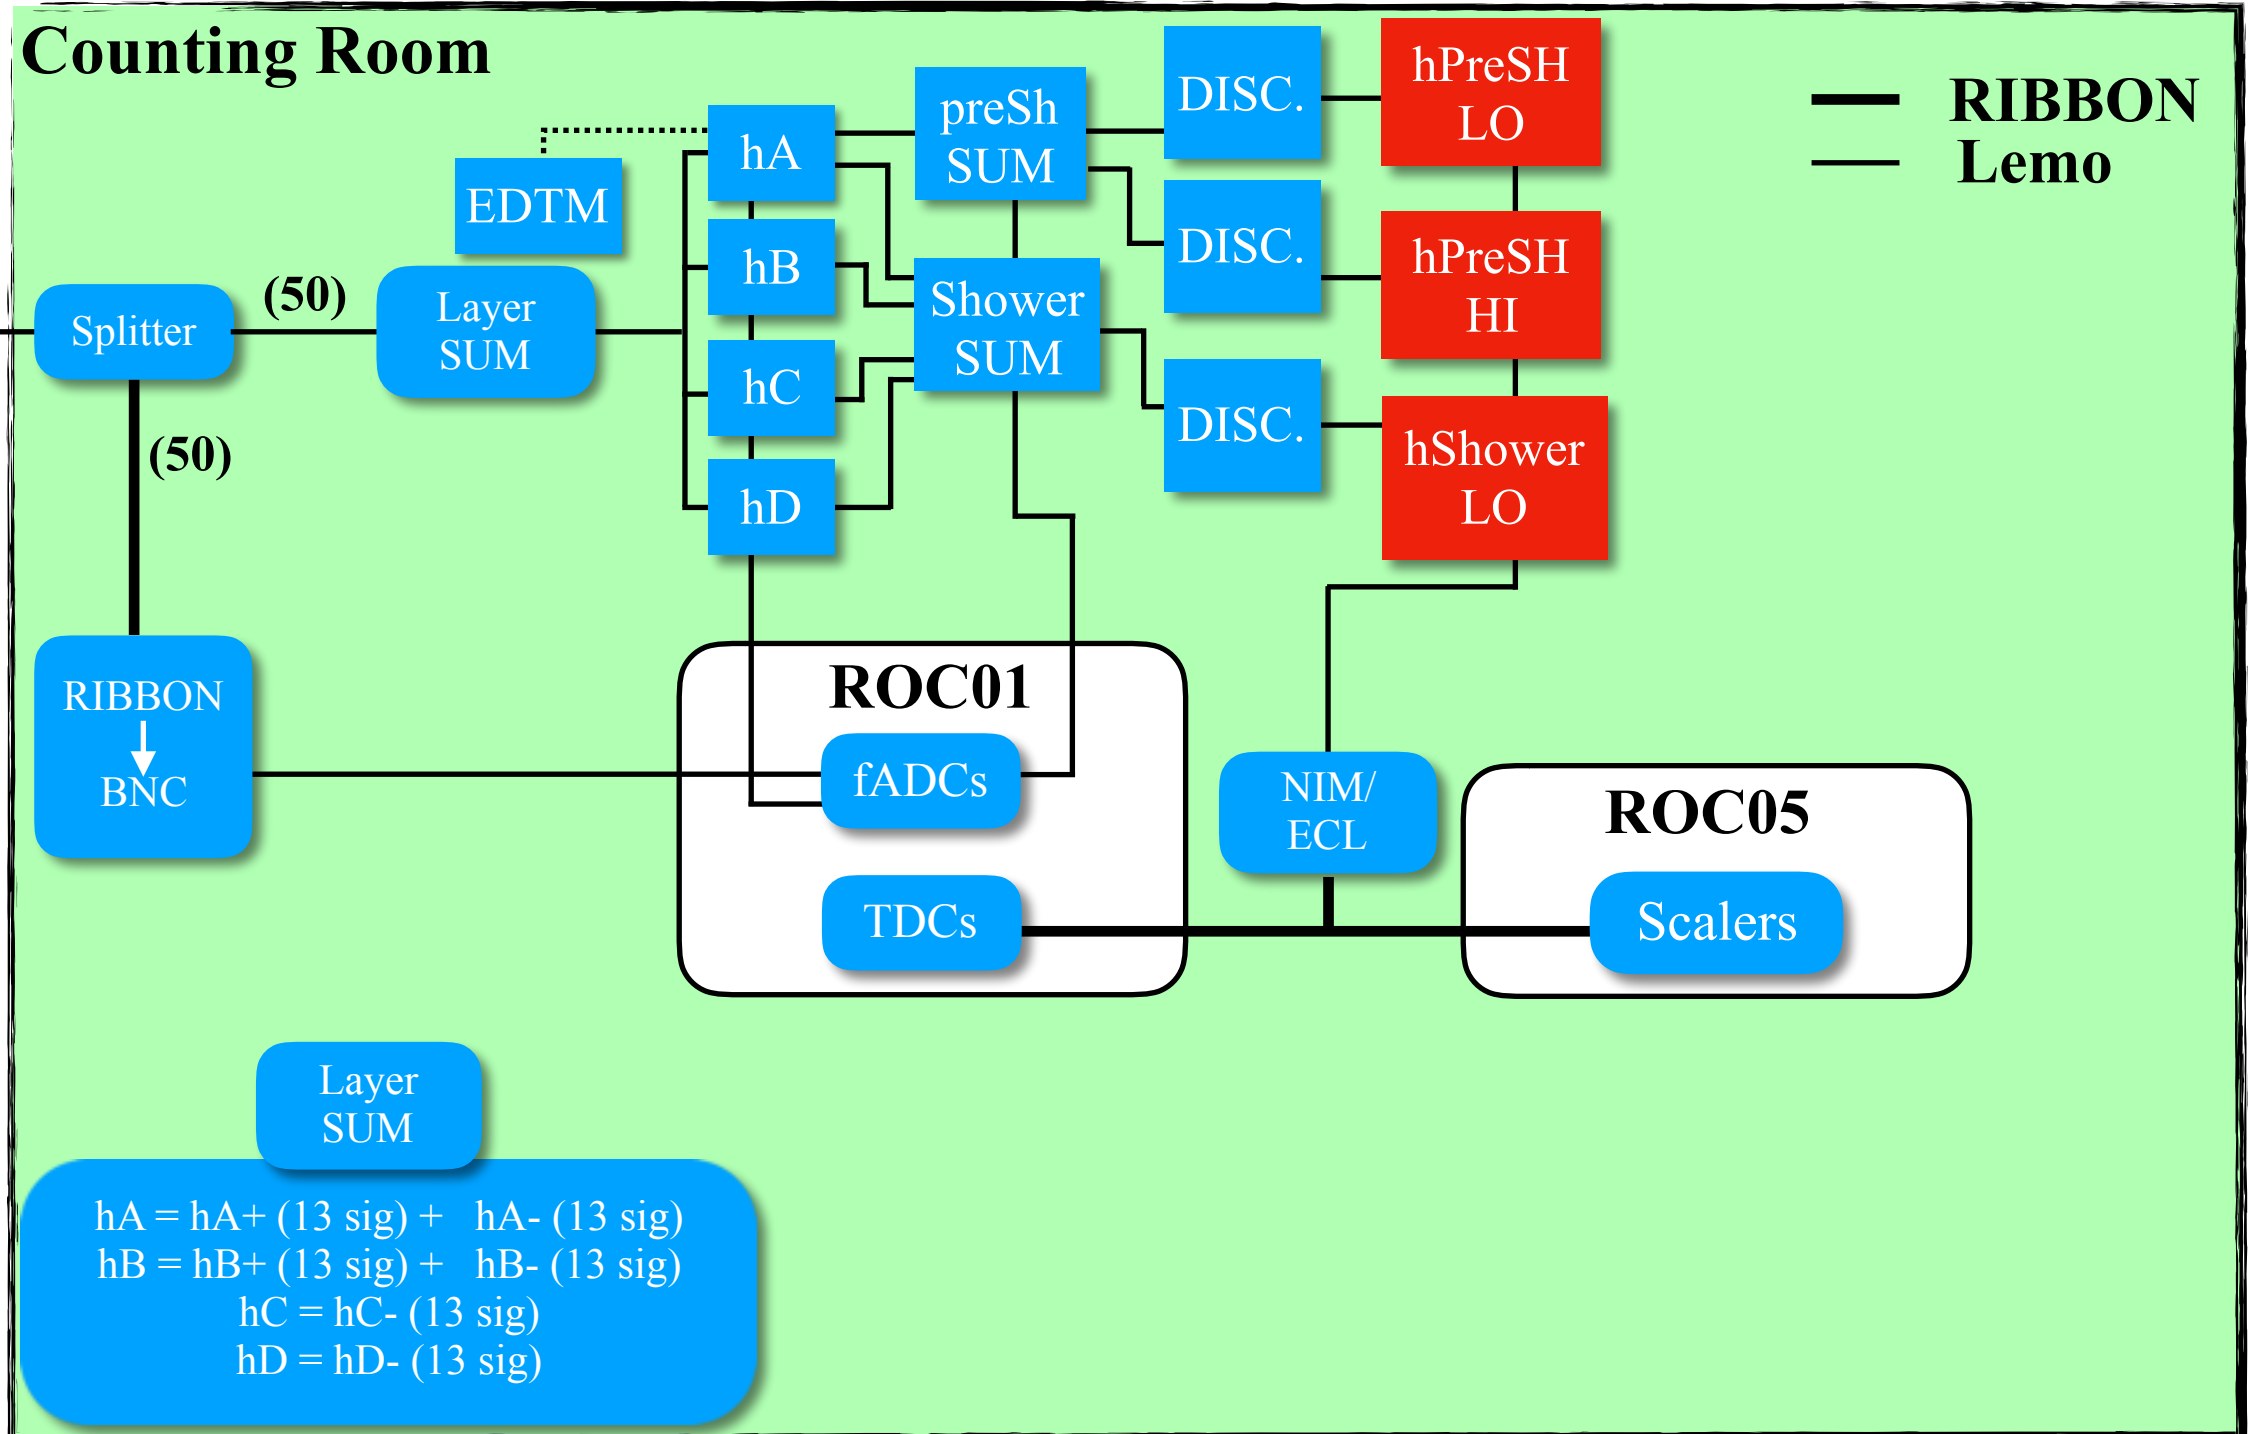 Counting Room
RIBBON
Lemo
EDTM
Splitter
(50)
(50)
Layer
SUM
hA
hB
hC
hD
preSh
SUM
Shower
SUM
DISC.
DISC.
DISC.
hPreSH
LO
hPreSH
HI
hShower
LO
RIBBON
BNC
ROC01
fADCs
TDCs
NIM/
ECL
ROC05
Scalers
Layer
SUM
hA = hA+ (13 sig) + hA- (13 sig)
hB = hB+ (13 sig) + hB- (13 sig)
hC = hC- (13 sig)
hD = hD- (13 sig)